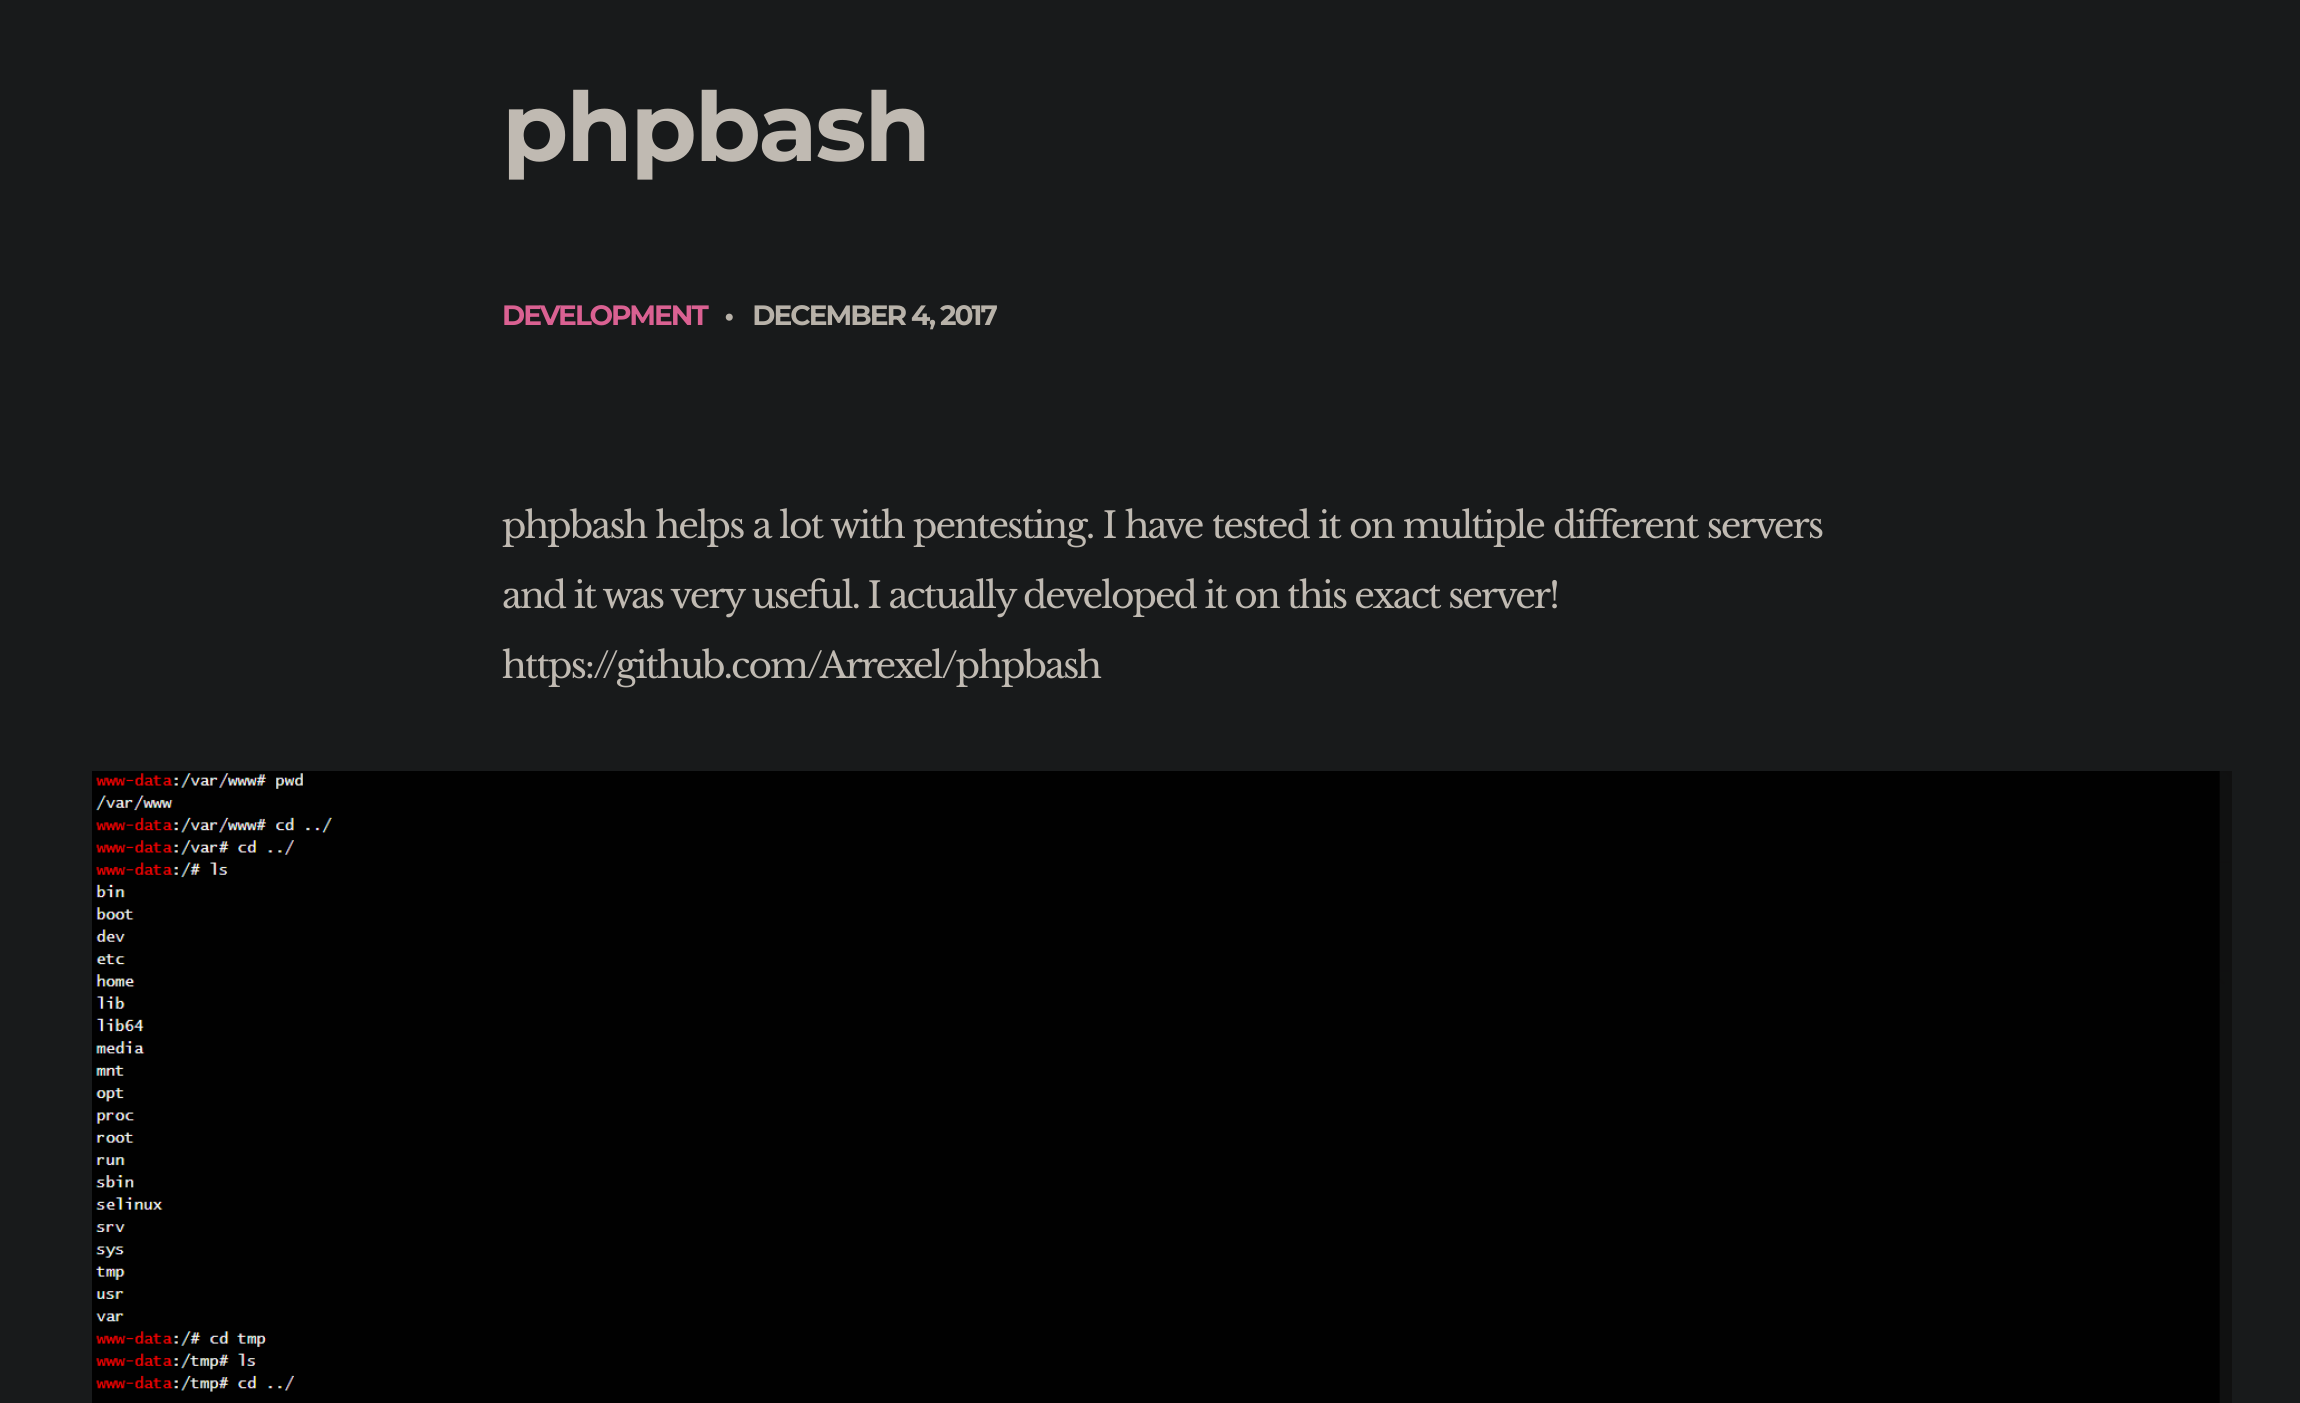 phpbash
DEVELOPMENT • DECEMBER 4, 2017
phpbash helps a lot with pentesting. I have tested it on multiple different servers
and it was very useful. I actually developed it on this exact server!
https://github.com/Arrexel/phpbash
www-data:/var/www# pwd
/var/www
www-data:/var/www# cd ../
www-data:/var# cd ../
www-data:/# ls
bin
boot
dev
etc
home
lib
lib64
media
mnt
opt
proc
root
run
sbin
selinux
srv
sys
tmp
usr
var
www-data:/# cd tmp
www-data:/tmp# ls
www-data:/tmp# cd ../